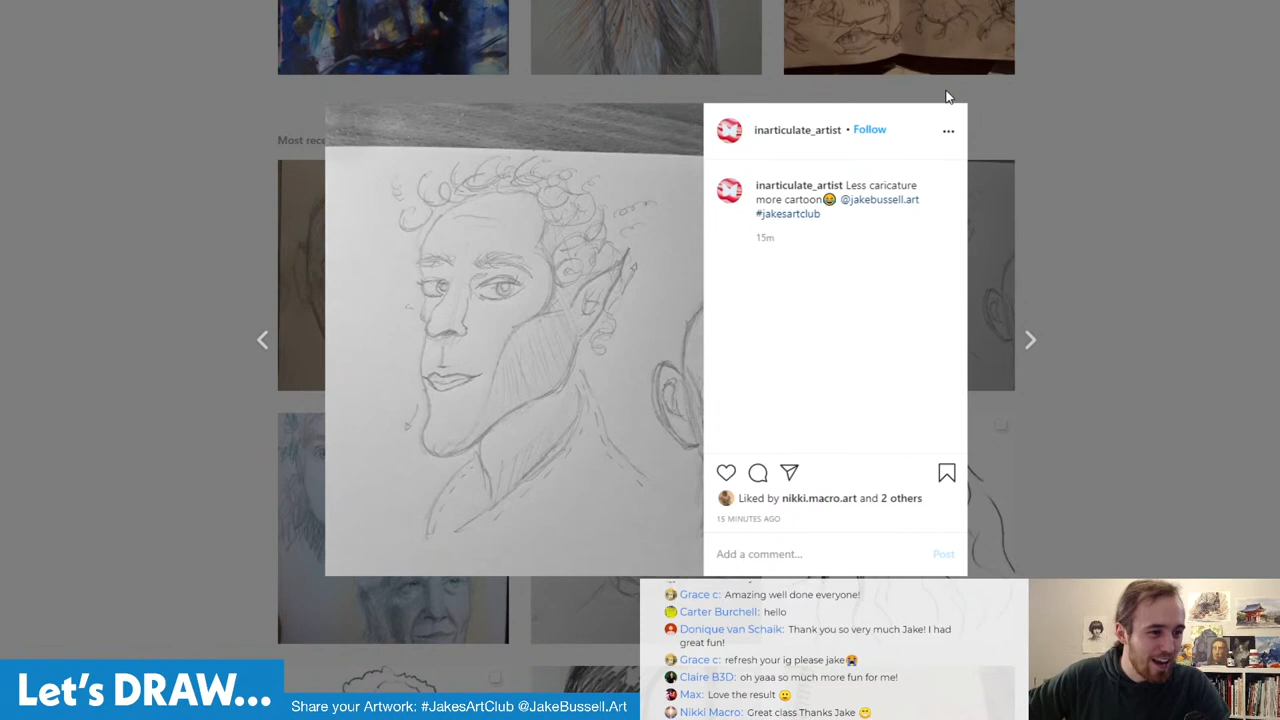 Most rece
inarticulate_artist • Follow
inarticulate_artist Less caricature
more cartoon😂 @jakebussell.art
#jakesartclub
15m
Liked by nikki.macro.art and 2 others
15 MINUTES AGO
Add a comment...
Post
Grace c: Amazing well done everyone!
Carter Burchell: hello
Donique van Schaik: Thank you so very much Jake! I had
great fun!
Grace c: refresh your ig please jake😭
Claire B3D: oh yaaa so much more fun for me!
Max: Love the result 🙂
Nikki Macro: Great class Thanks Jake 😁
Let's DRAW...
Share your Artwork: #JakesArtClub @JakeBussell.Art